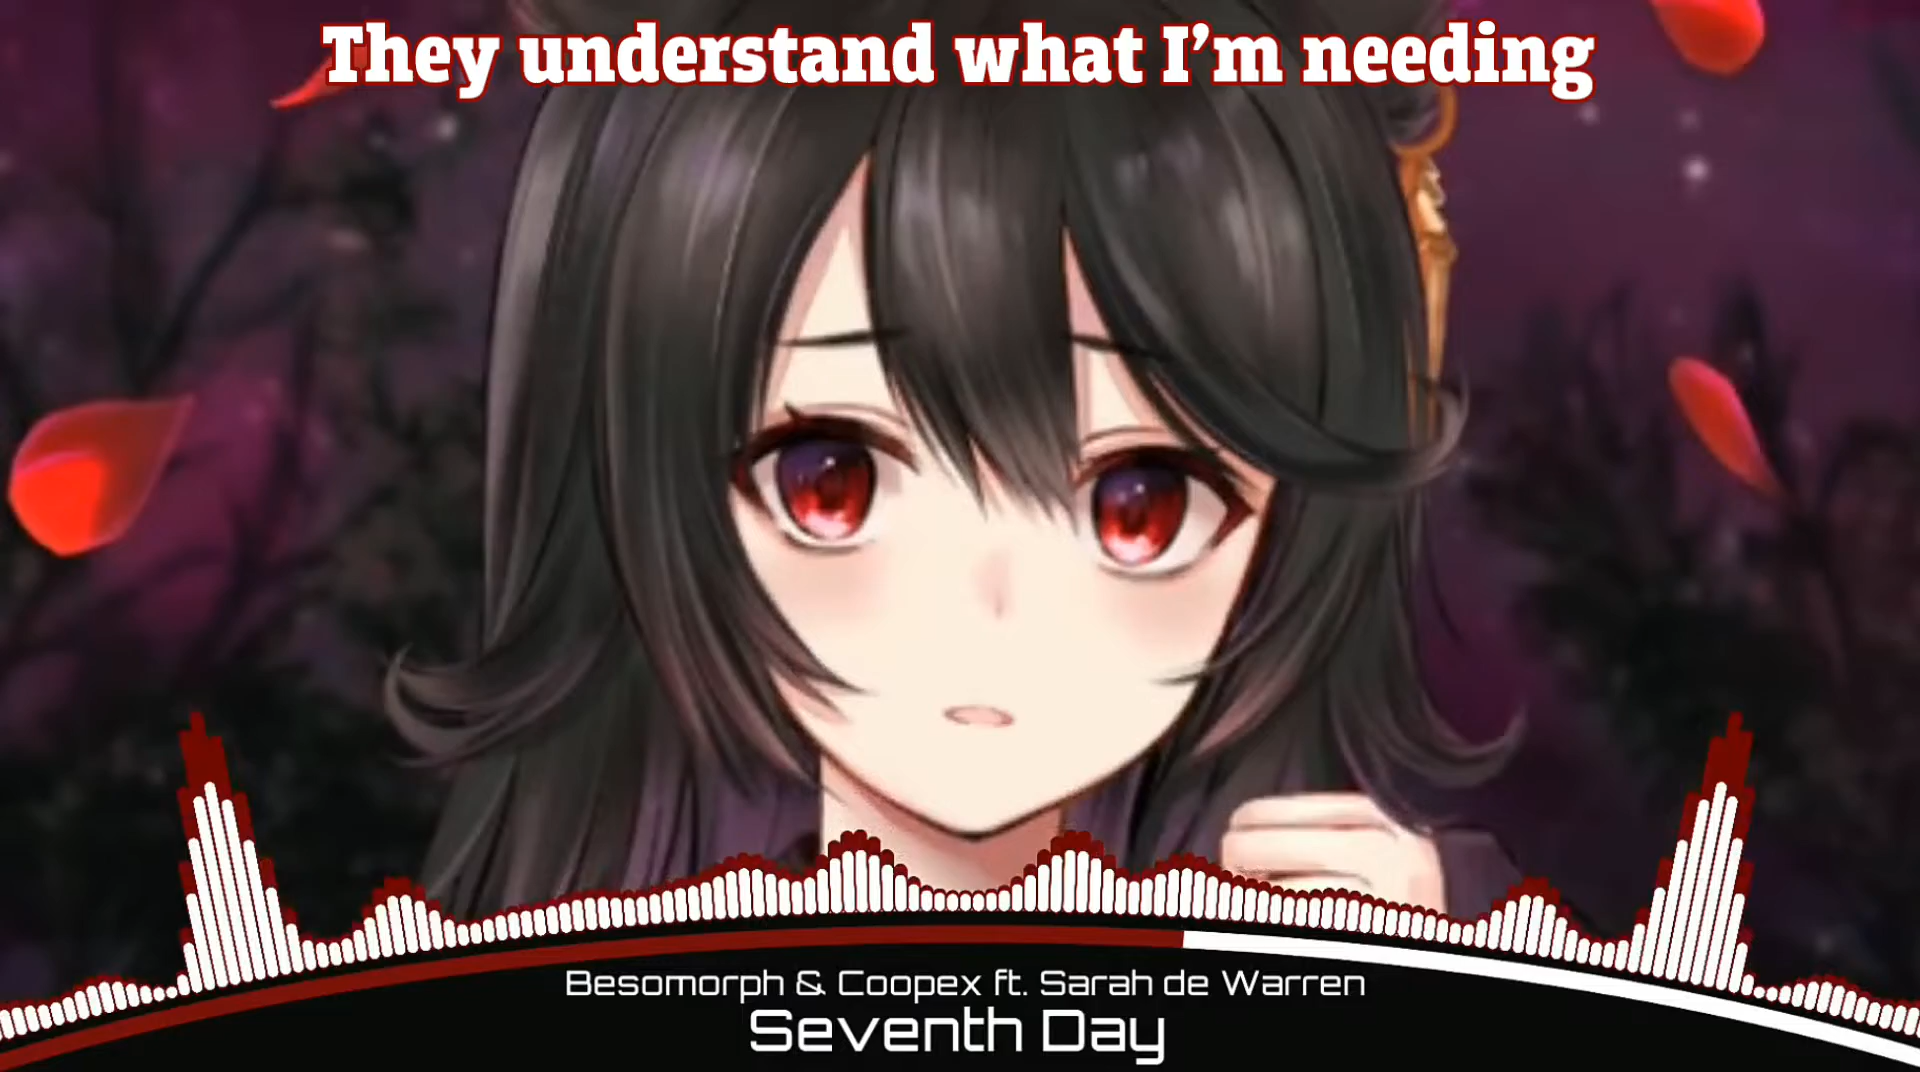 They understand what I'm needing
Besomorph & Coopex ft. Sarah de Warren
Seventh Day